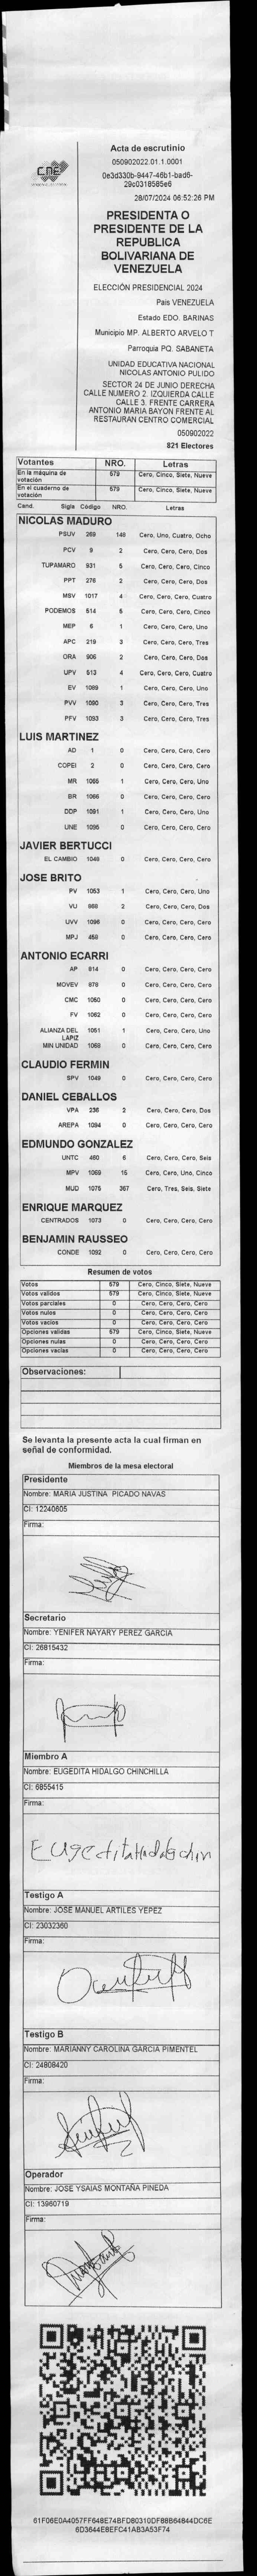 CNE
Acta de escrutinio
050902022.01.1.0001
0e3d330b-9447-46b1-bad6-
29c0318585e6
28/07/2024 06:52:26 PM
PRESIDENTA O
PRESIDENTE DE LA
REPUBLICA
BOLIVARIANA DE
VENEZUELA
ELECCIÓN PRESIDENCIAL 2024
Pais VENEZUELA
Estado EDO. BARINAS
Municipio MP. ALBERTO ARVELO T
Parroquia PQ. SABANETA
UNIDAD EDUCATIVA NACIONAL
NICOLAS ANTONIO PULIDO
SECTOR 24 DE JUNIO DERECHA
CALLE NUMERO 2. IZQUIERDA CALLE
CALLE 3. FRENTE CARRERA
ANTONIO MARIA BAYON FRENTE AL
RESTAURAN CENTRO COMERCIAL
050902022
821 Electores
Votantes NRO. Letras
En la máquina de votación 579 Cero, Cinco, Siete, Nueve
En el cuaderno de votación 579 Cero, Cinco, Siete, Nueve
Cand. Sigla Código NRO. Letras
NICOLAS MADURO
PSUV 269 148 Cero, Uno, Cuatro, Ocho
PCV 9 2 Cero, Cero, Cero, Dos
TUPAMARO 931 5 Cero, Cero, Cero, Cinco
PPT 276 2 Cero, Cero, Cero, Dos
MSV 1017 4 Cero, Cero, Cero, Cuatro
PODEMOS 514 5 Cero, Cero, Cero, Cinco
MEP 6 1 Cero, Cero, Cero, Uno
APC 219 3 Cero, Cero, Cero, Tres
ORA 906 2 Cero, Cero, Cero, Dos
UPV 513 4 Cero, Cero, Cero, Cuatro
EV 1089 1 Cero, Cero, Cero, Uno
PVV 1090 3 Cero, Cero, Cero, Tres
PFV 1093 3 Cero, Cero, Cero, Tres
LUIS MARTINEZ
AD 1 0 Cero, Cero, Cero, Cero
COPEI 2 0 Cero, Cero, Cero, Cero
MR 1065 1 Cero, Cero, Cero, Uno
BR 1066 0 Cero, Cero, Cero, Cero
DDP 1091 1 Cero, Cero, Cero, Uno
UNE 1095 0 Cero, Cero, Cero, Cero
JAVIER BERTUCCI
EL CAMBIO 1048 0 Cero, Cero, Cero, Cero
JOSE BRITO
PV 1053 1 Cero, Cero, Cero, Uno
VU 868 2 Cero, Cero, Cero, Dos
UVV 1096 0 Cero, Cero, Cero, Cero
MPJ 458 0 Cero, Cero, Cero, Cero
ANTONIO ECARRI
AP 814 0 Cero, Cero, Cero, Cero
MOVEV 878 0 Cero, Cero, Cero, Cero
CMC 1050 0 Cero, Cero, Cero, Cero
FV 1062 0 Cero, Cero, Cero, Cero
ALIANZA DEL LAPIZ 1051 1 Cero, Cero, Cero, Uno
MIN UNIDAD 1068 0 Cero, Cero, Cero, Cero
CLAUDIO FERMIN
SPV 1049 0 Cero, Cero, Cero, Cero
DANIEL CEBALLOS
VPA 236 2 Cero, Cero, Cero, Dos
AREPA 1094 0 Cero, Cero, Cero, Cero
EDMUNDO GONZALEZ
UNTC 460 6 Cero, Cero, Cero, Seis
MPV 1069 15 Cero, Cero, Uno, Cinco
MUD 1075 367 Cero, Tres, Seis, Siete
ENRIQUE MARQUEZ
CENTRADOS 1073 0 Cero, Cero, Cero, Cero
BENJAMIN RAUSSEO
CONDE 1092 0 Cero, Cero, Cero, Cero
Resumen de votos
Votos 579 Cero, Cinco, Siete, Nueve
Votos validos 579 Cero, Cinco, Siete, Nueve
Votos parciales 0 Cero, Cero, Cero, Cero
Votos nulos 0 Cero, Cero, Cero, Cero
Votos vacios 0 Cero, Cero, Cero, Cero
Opciones validas 579 Cero, Cinco, Siete, Nueve
Opciones nulas 0 Cero, Cero, Cero, Cero
Opciones vacias 0 Cero, Cero, Cero, Cero
Observaciones:
Se levanta la presente acta la cual firman en
señal de conformidad.
Miembros de la mesa electoral
Presidente
Nombre: MARIA JUSTINA PICADO NAVAS
CI: 12240605
Firma:
Secretario
Nombre: YENIFER NAYARY PEREZ GARCIA
CI: 26815432
Firma:
Miembro A
Nombre: EUGEDITA HIDALGO CHINCHILLA
CI: 6855415
Firma:
Testigo A
Nombre: JOSE MANUEL ARTILES YEPEZ
CI: 23032360
Firma:
Testigo B
Nombre: MARIANNY CAROLINA GARCIA PIMENTEL
CI: 24808420
Firma:
Operador
Nombre: JOSE YSAIAS MONTAÑA PINEDA
CI: 13960719
Firma:
61F06E0A4057FF648E74BFD80310DF88B64844DC6E
6D3644E8EFC41AB3A53F74